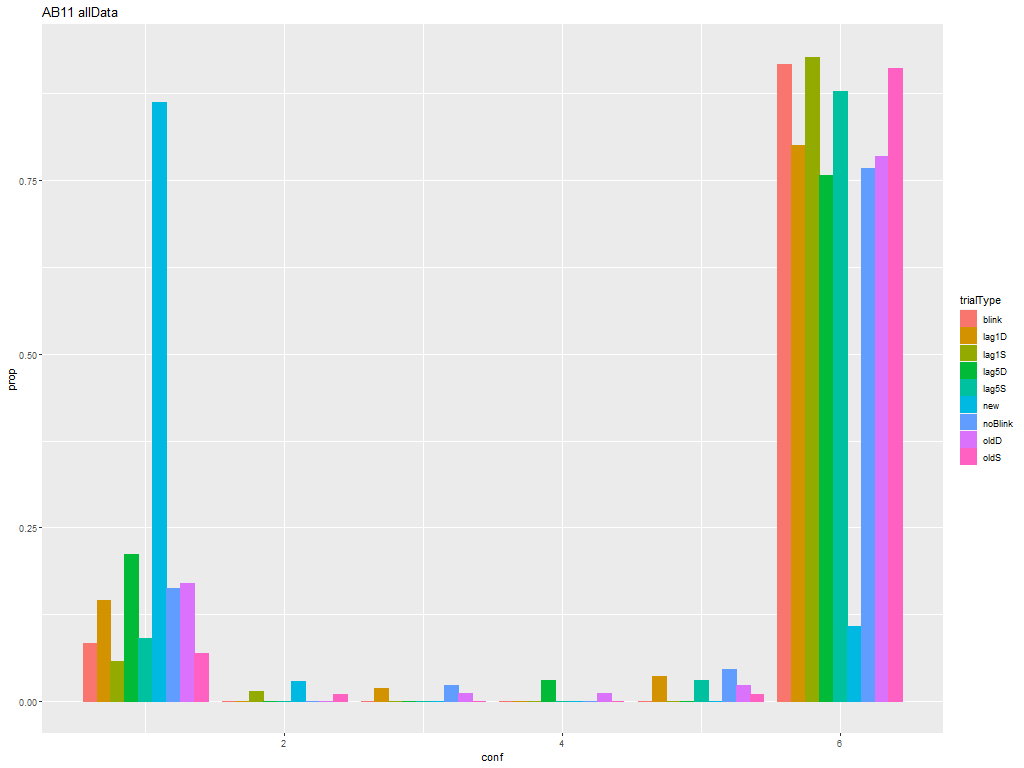 AB11 allData
0.75
0.50
0.25
0.00
prop
2
4
6
conf
trialType
blink
lag1D
lag1S
lag5D
lag5S
new
noBlink
oldD
oldS